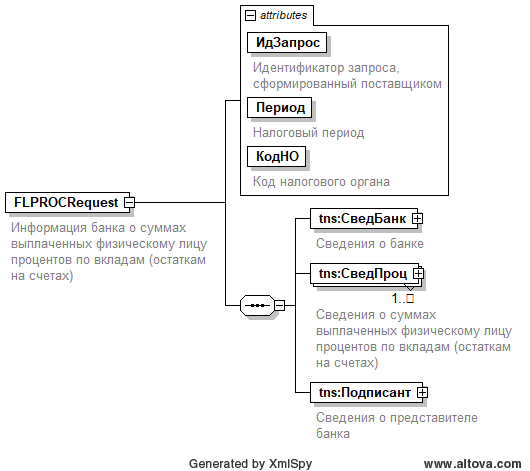 attributes
ИдЗапрос
Идентификатор запроса,
сформированный поставщиком
Период
Налоговый период
КодНО
Код налогового органа
FLPROCRequest
Информация банка о суммах
выплаченных физическому лицу
процентов по вкладам (остаткам
на счетах)
tns:СведБанк
Сведения о банке
tns:СведПроц
1..□
Сведения о суммах
выплаченных физическому лицу
процентов по вкладам (остаткам
на счетах)
tns:Подписант
Сведения о представителе
банка
Generated by XmlSpy
www.altova.com